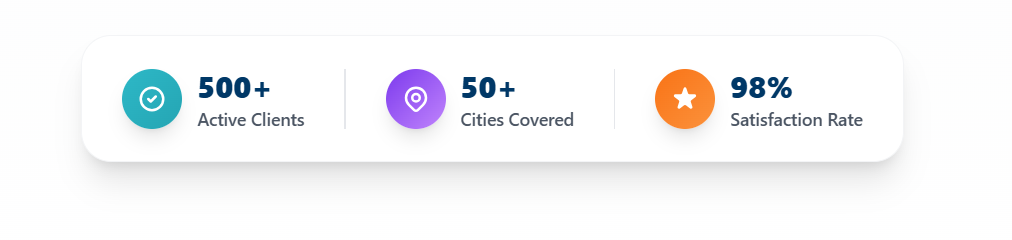 500+
Active Clients
50+
Cities Covered
98%
Satisfaction Rate